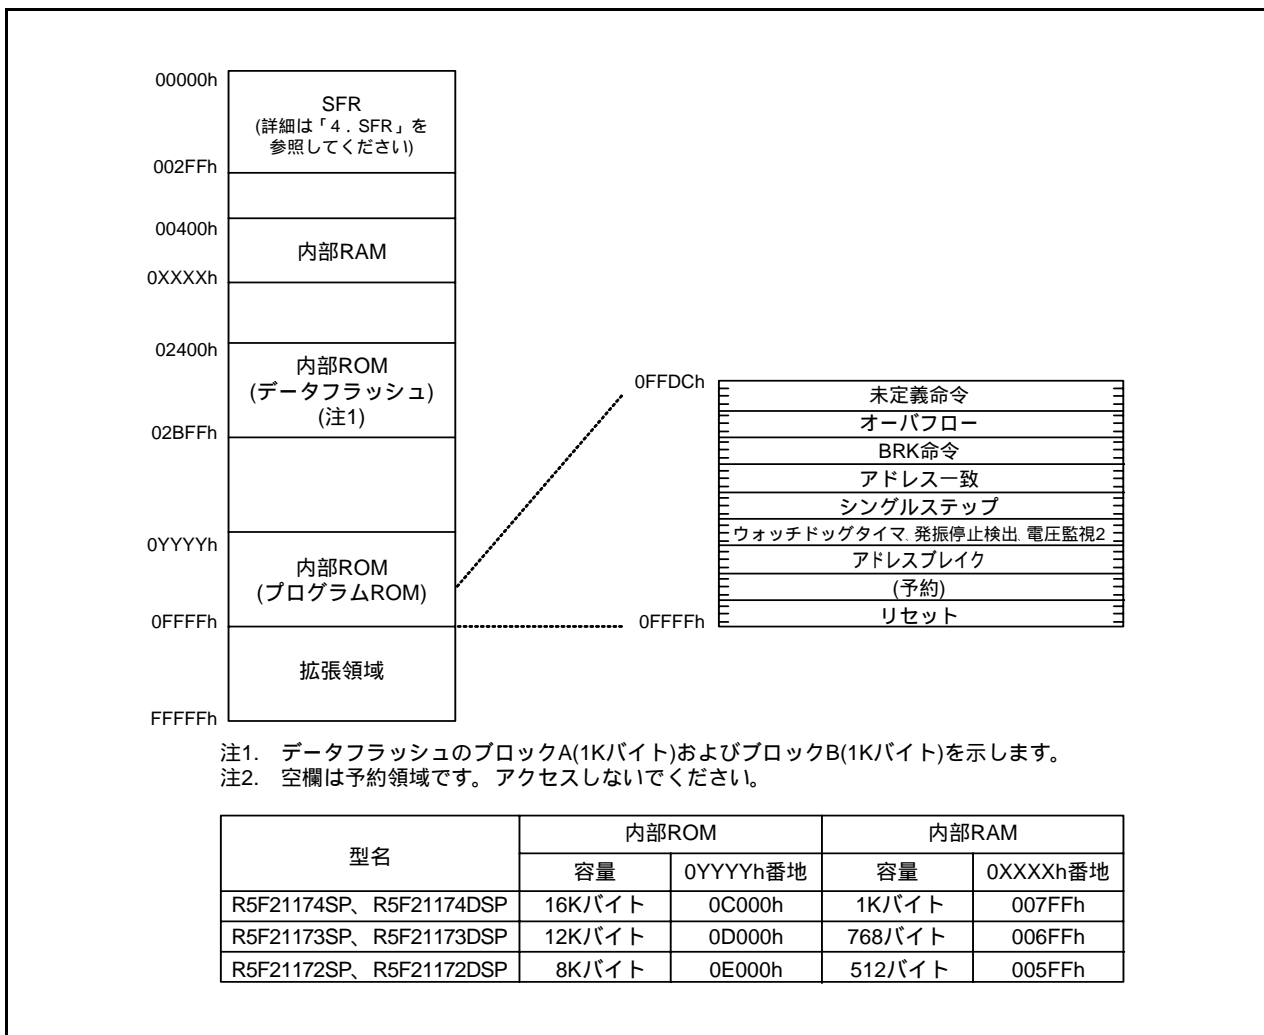 00000h
SFR
(詳細は「4．SFR」を
参照してください)
002FFh
00400h
内部RAM
0XXXXh
02400h
内部ROM
(データフラッシュ)
(注1)
02BFFh
0YYYYh
内部ROM
(プログラムROM)
0FFFFh
拡張領域
FFFFFh
0FFDCh
未定義命令
オーバフロー
BRK命令
アドレス一致
シングルステップ
ウォッチドッグタイマ、発振停止検出、電圧監視2
アドレスブレイク
(予約)
リセット
0FFFFh
注1. データフラッシュのブロックA(1Kバイト)およびブロックB(1Kバイト)を示します。
注2. 空欄は予約領域です。アクセスしないでください。
型名 内部ROM 内部RAM
容量 0YYYYh番地 容量 0XXXXh番地
R5F21174SP、R5F21174DSP 16Kバイト 0C000h 1Kバイト 007FFh
R5F21173SP、R5F21173DSP 12Kバイト 0D000h 768バイト 006FFh
R5F21172SP、R5F21172DSP 8Kバイト 0E000h 512バイト 005FFh